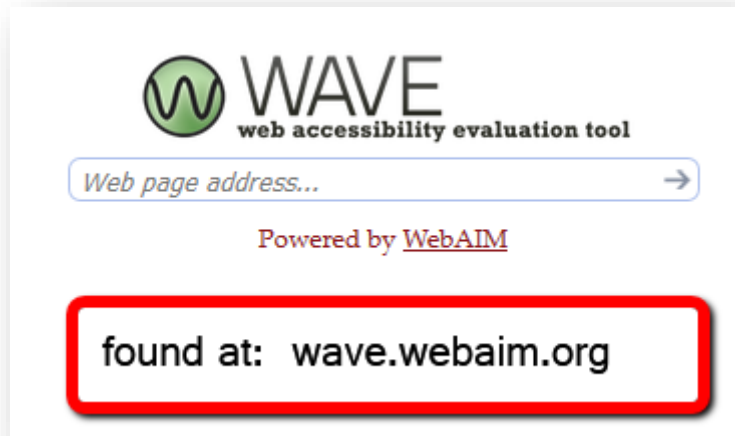 WAVE
web accessibility evaluation tool
Web page address...
Powered by WebAIM
found at: wave.webaim.org